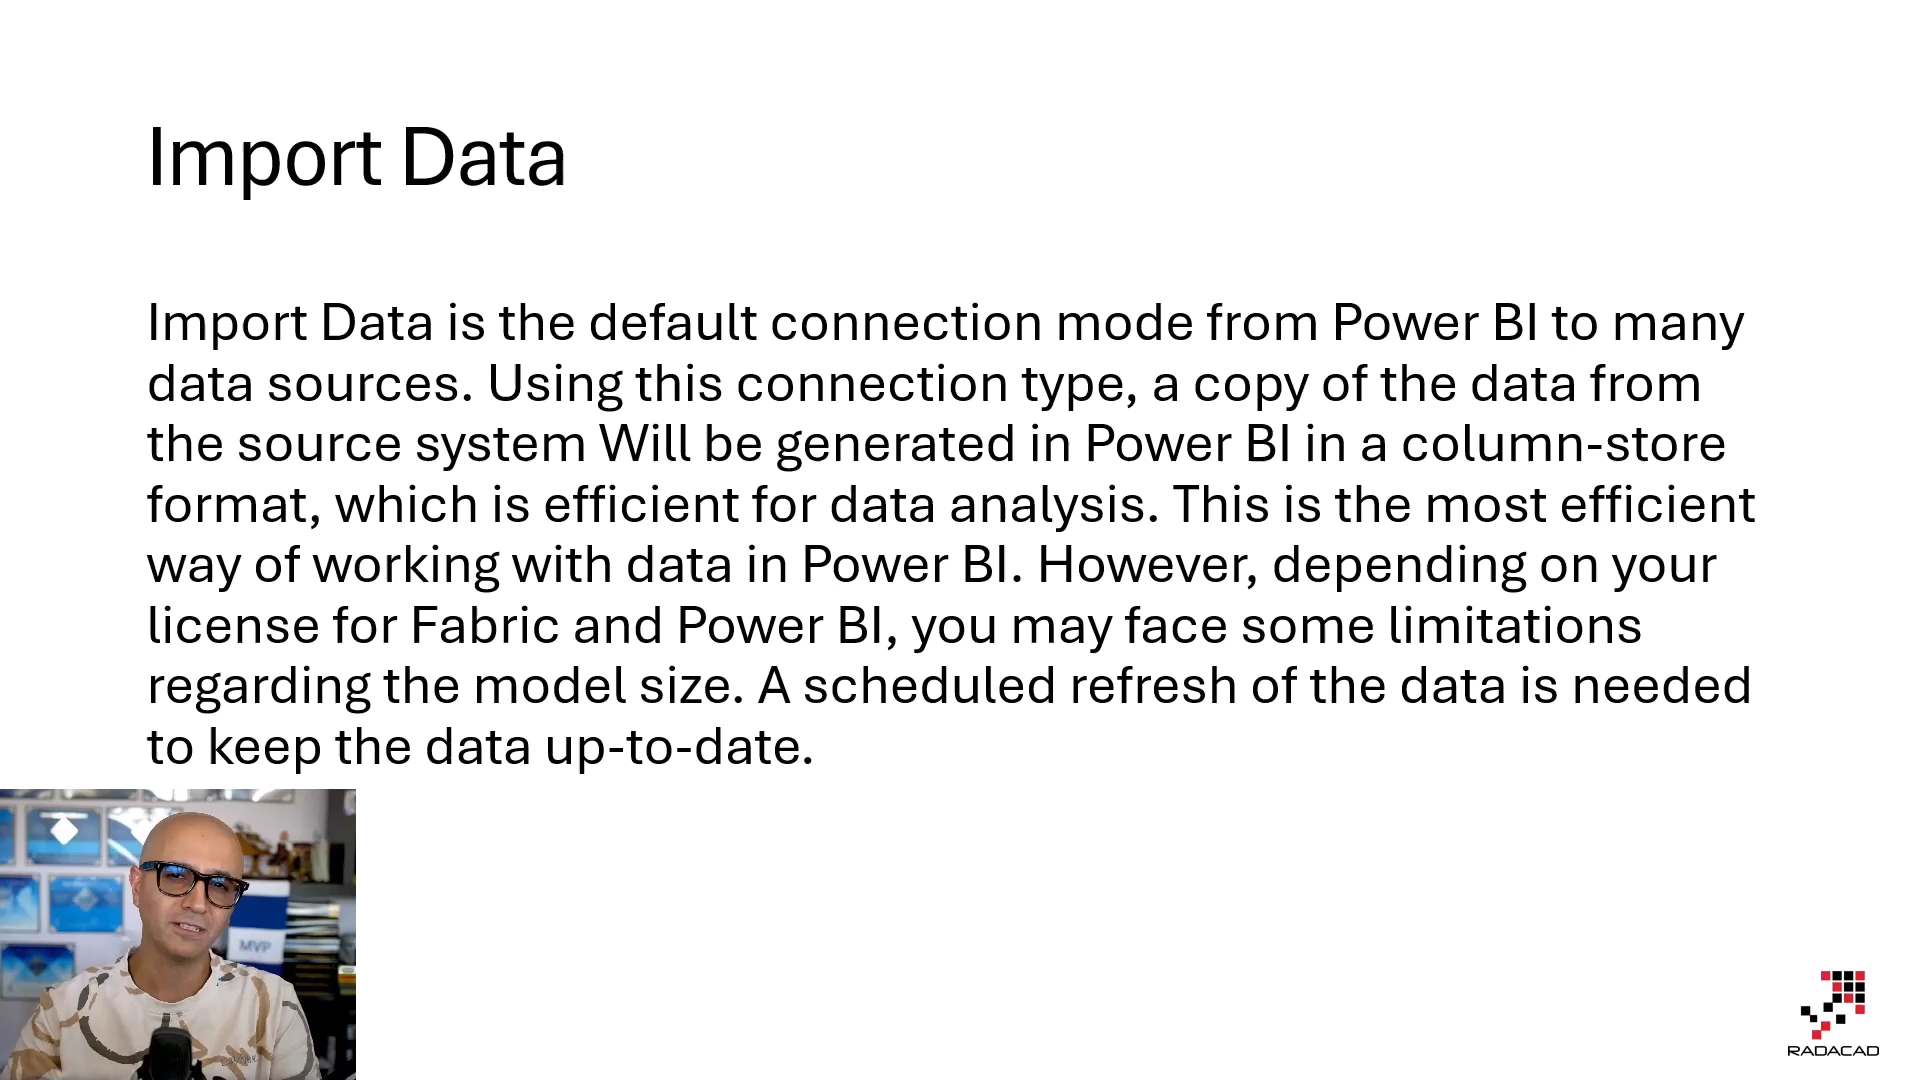 Import Data
Import Data is the default connection mode from Power BI to many
data sources. Using this connection type, a copy of the data from
the source system Will be generated in Power BI in a column-store
format, which is efficient for data analysis. This is the most efficient
way of working with data in Power BI. However, depending on your
license for Fabric and Power BI, you may face some limitations
regarding the model size. A scheduled refresh of the data is needed
to keep the data up-to-date.
MVP
RADACAD